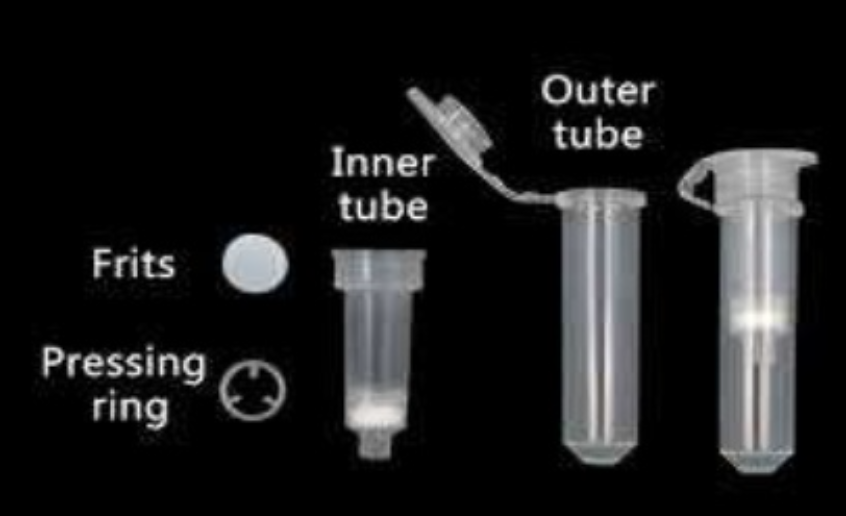 Outer
tube
Inner
tube
Frits
Pressing
ring